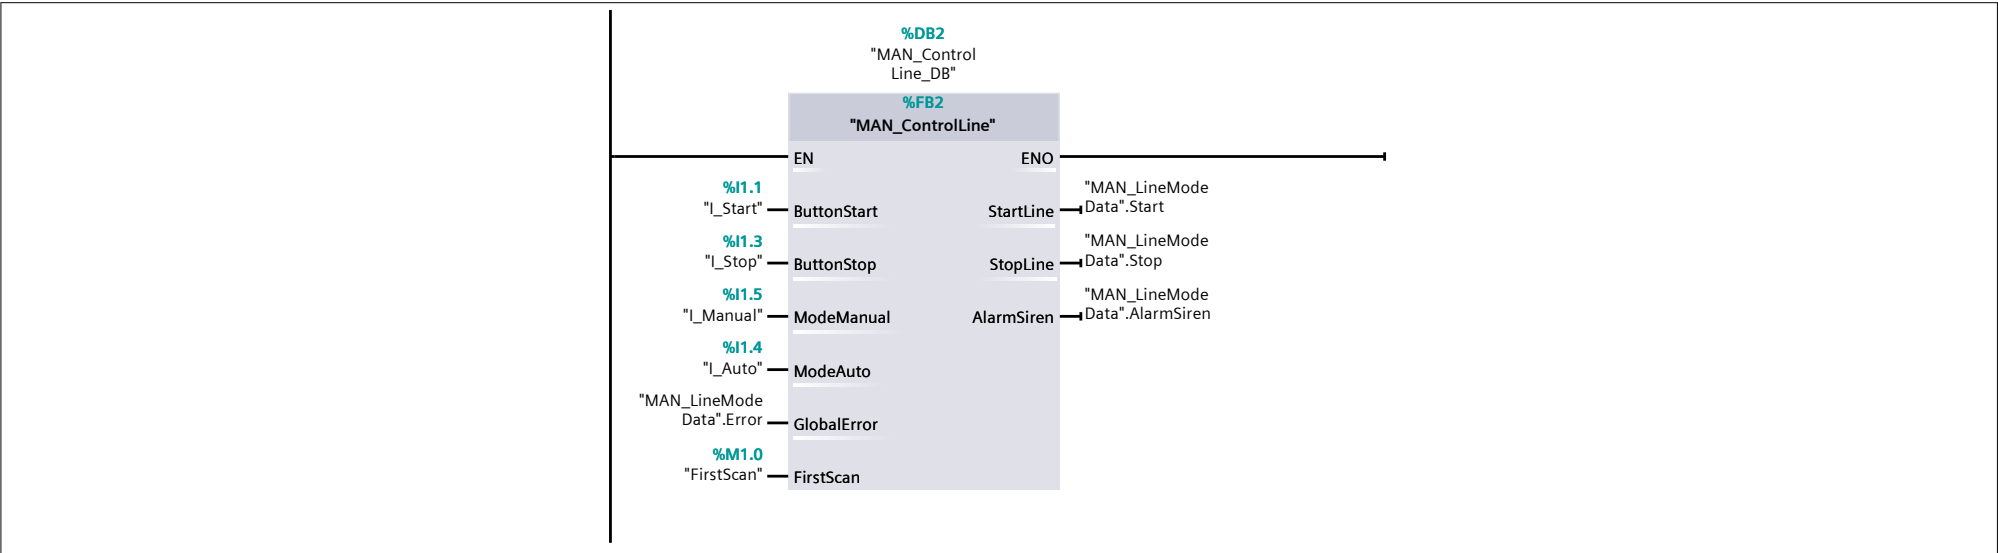 %DB2
"MAN_Control
Line_DB"
%FB2
"MAN_ControlLine"
EN
ENO
%I1.1
"I_Start"
ButtonStart
StartLine
"MAN_LineMode
Data".Start
%I1.3
"I_Stop"
ButtonStop
StopLine
"MAN_LineMode
Data".Stop
%I1.5
"I_Manual"
ModeManual
AlarmSiren
"MAN_LineMode
Data".AlarmSiren
%I1.4
"I_Auto"
ModeAuto
"MAN_LineMode
Data".Error
GlobalError
%M1.0
"FirstScan"
FirstScan